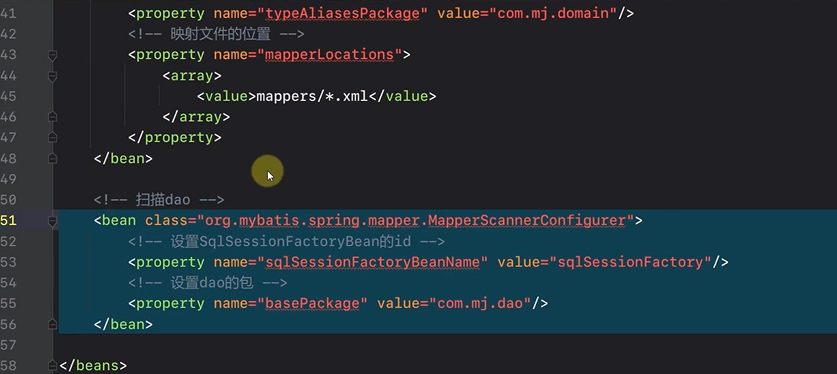 41 <property name="typeAliasesPackage" value="com.mj.domain"/>
42 <!-- 映射文件的位置 -->
43 <property name="mapperLocations">
44 <array>
45 <value>mappers/*.xml</value>
46 </array>
47 </property>
48 </bean>
49
50 <!-- 扫描dao -->
51 <bean class="org.mybatis.spring.mapper.MapperScannerConfigurer">
52 <!-- 设置SqlSessionFactoryBean的id -->
53 <property name="sqlSessionFactoryBeanName" value="sqlSessionFactory"/>
54 <!-- 设置dao的包 -->
55 <property name="basePackage" value="com.mj.dao"/>
56 </bean>
57
58 </beans>